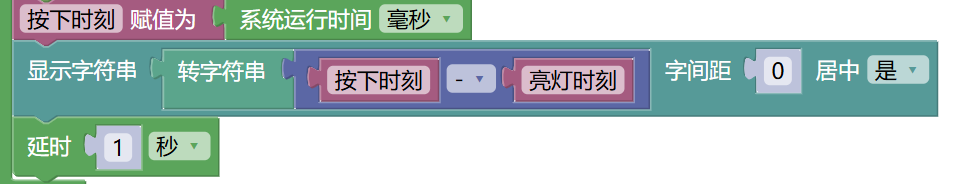 按下时刻 赋值为 系统运行时间 毫秒
显示字符串 转字符串 按下时刻 - 亮灯时刻 字间距 0 居中 是
延时 1 秒